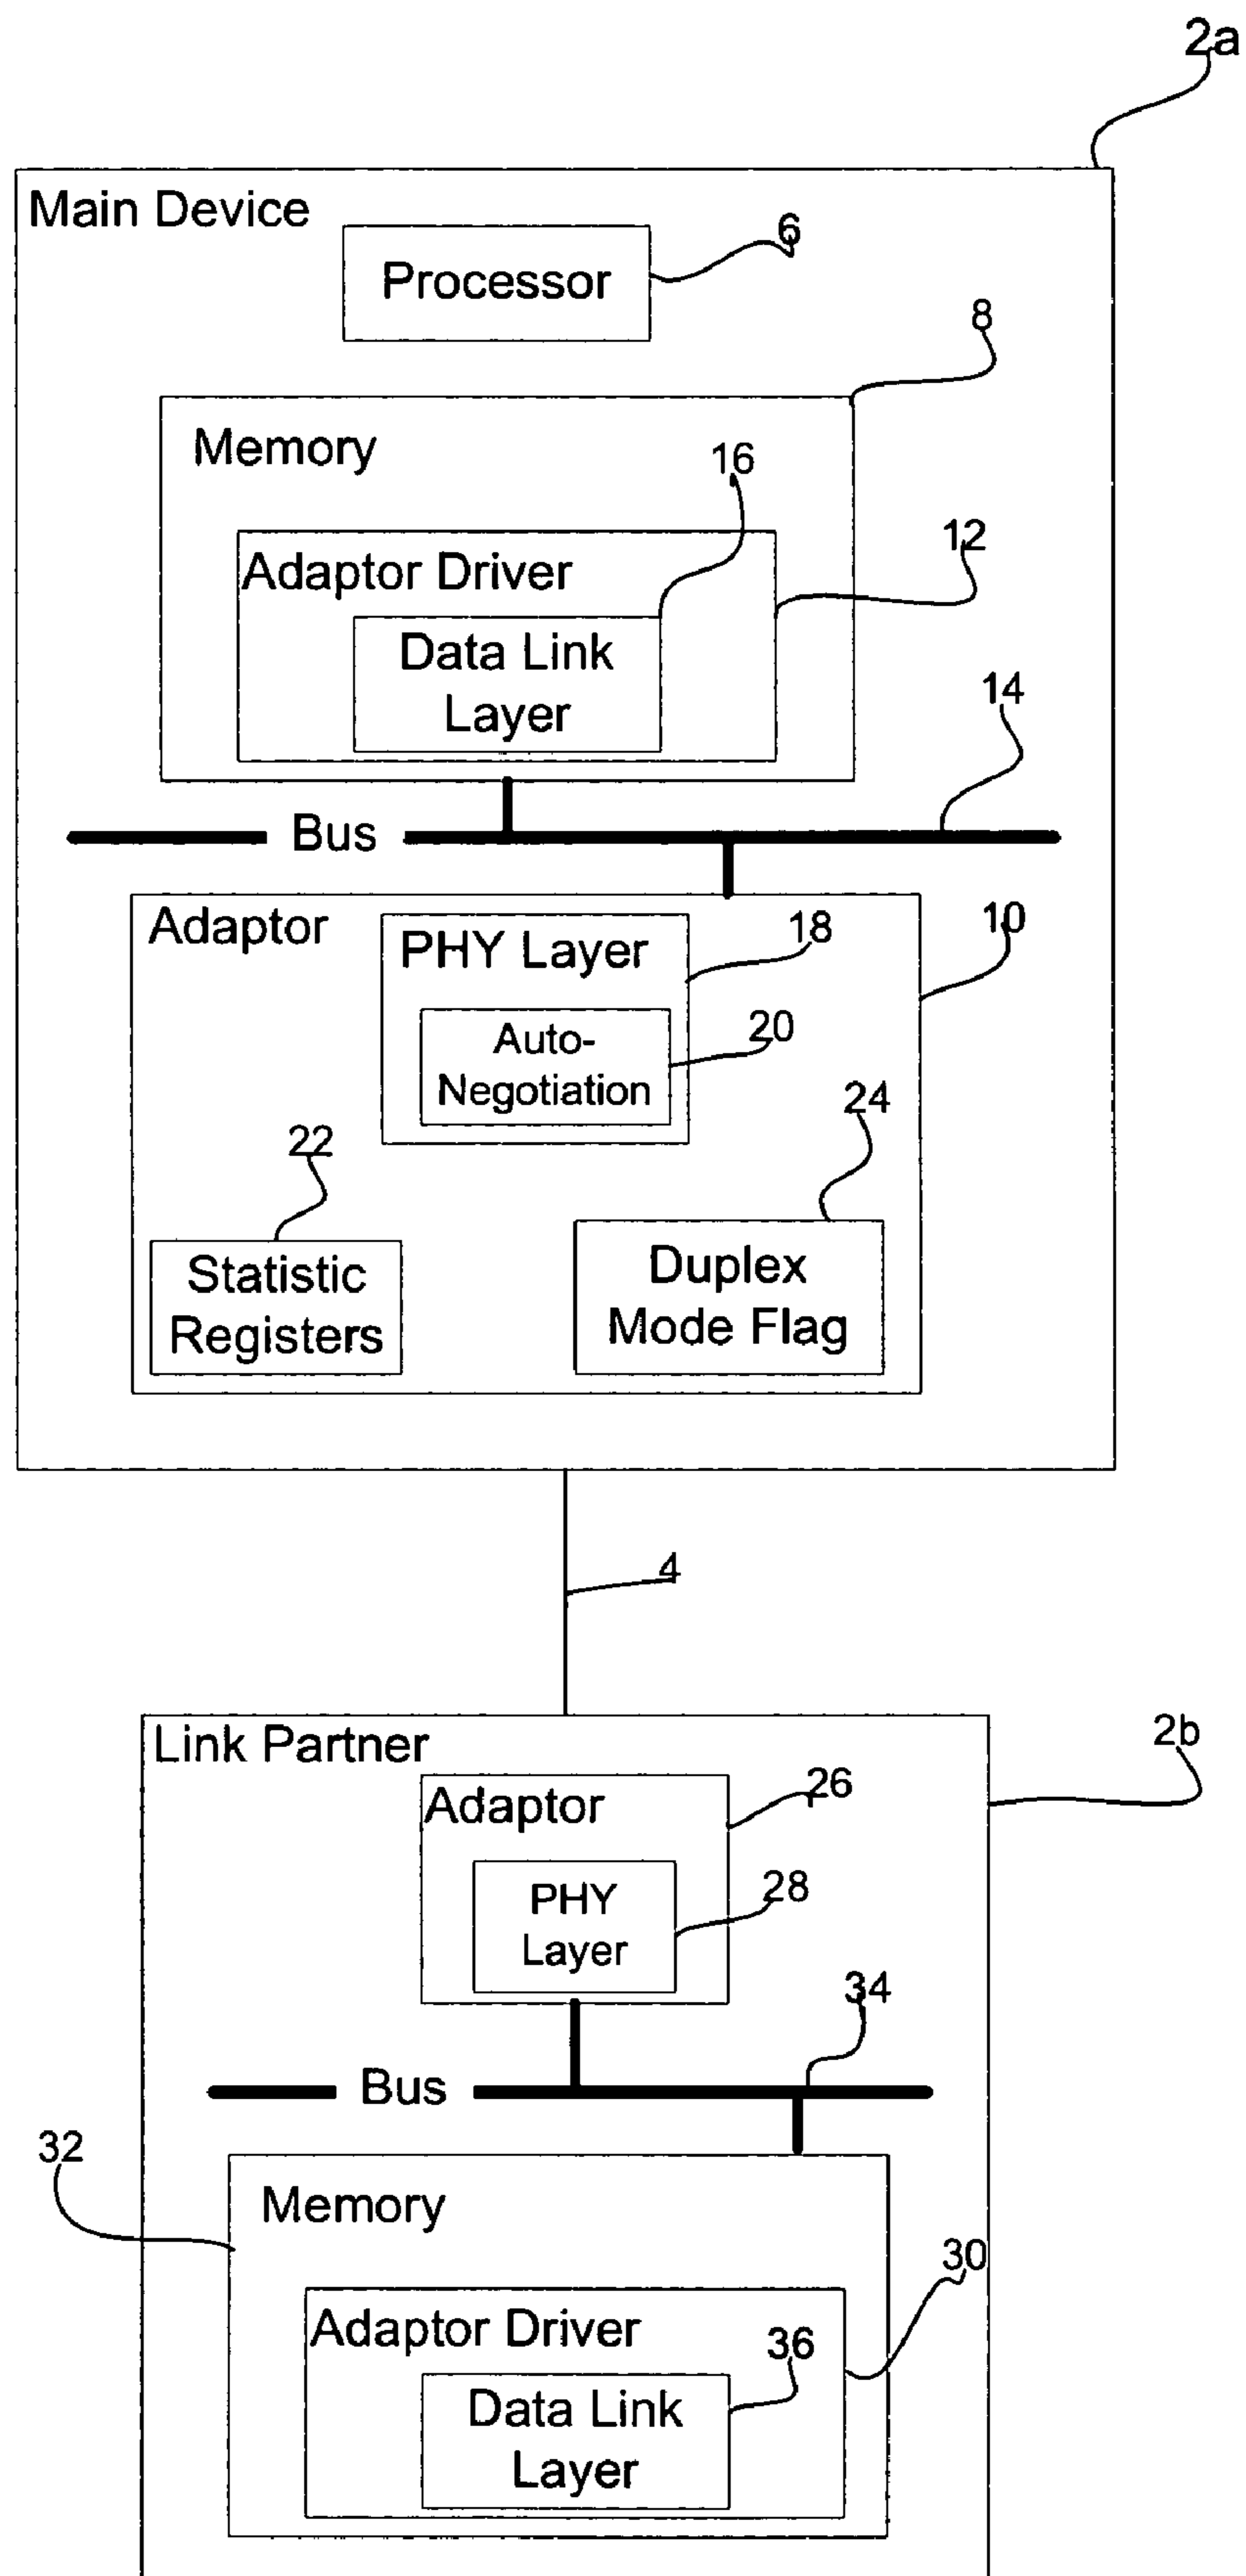 2a
Main Device
6
Processor
8
Memory
16
12
Adaptor Driver
Data Link
Layer
14
Bus
10
Adaptor
18
PHY Layer
20
Auto-
Negotiation
24
22
Statistic
Registers
Duplex
Mode Flag
4
2b
Link Partner
26
Adaptor
28
PHY
Layer
34
Bus
32
Memory
30
Adaptor Driver
36
Data Link
Layer